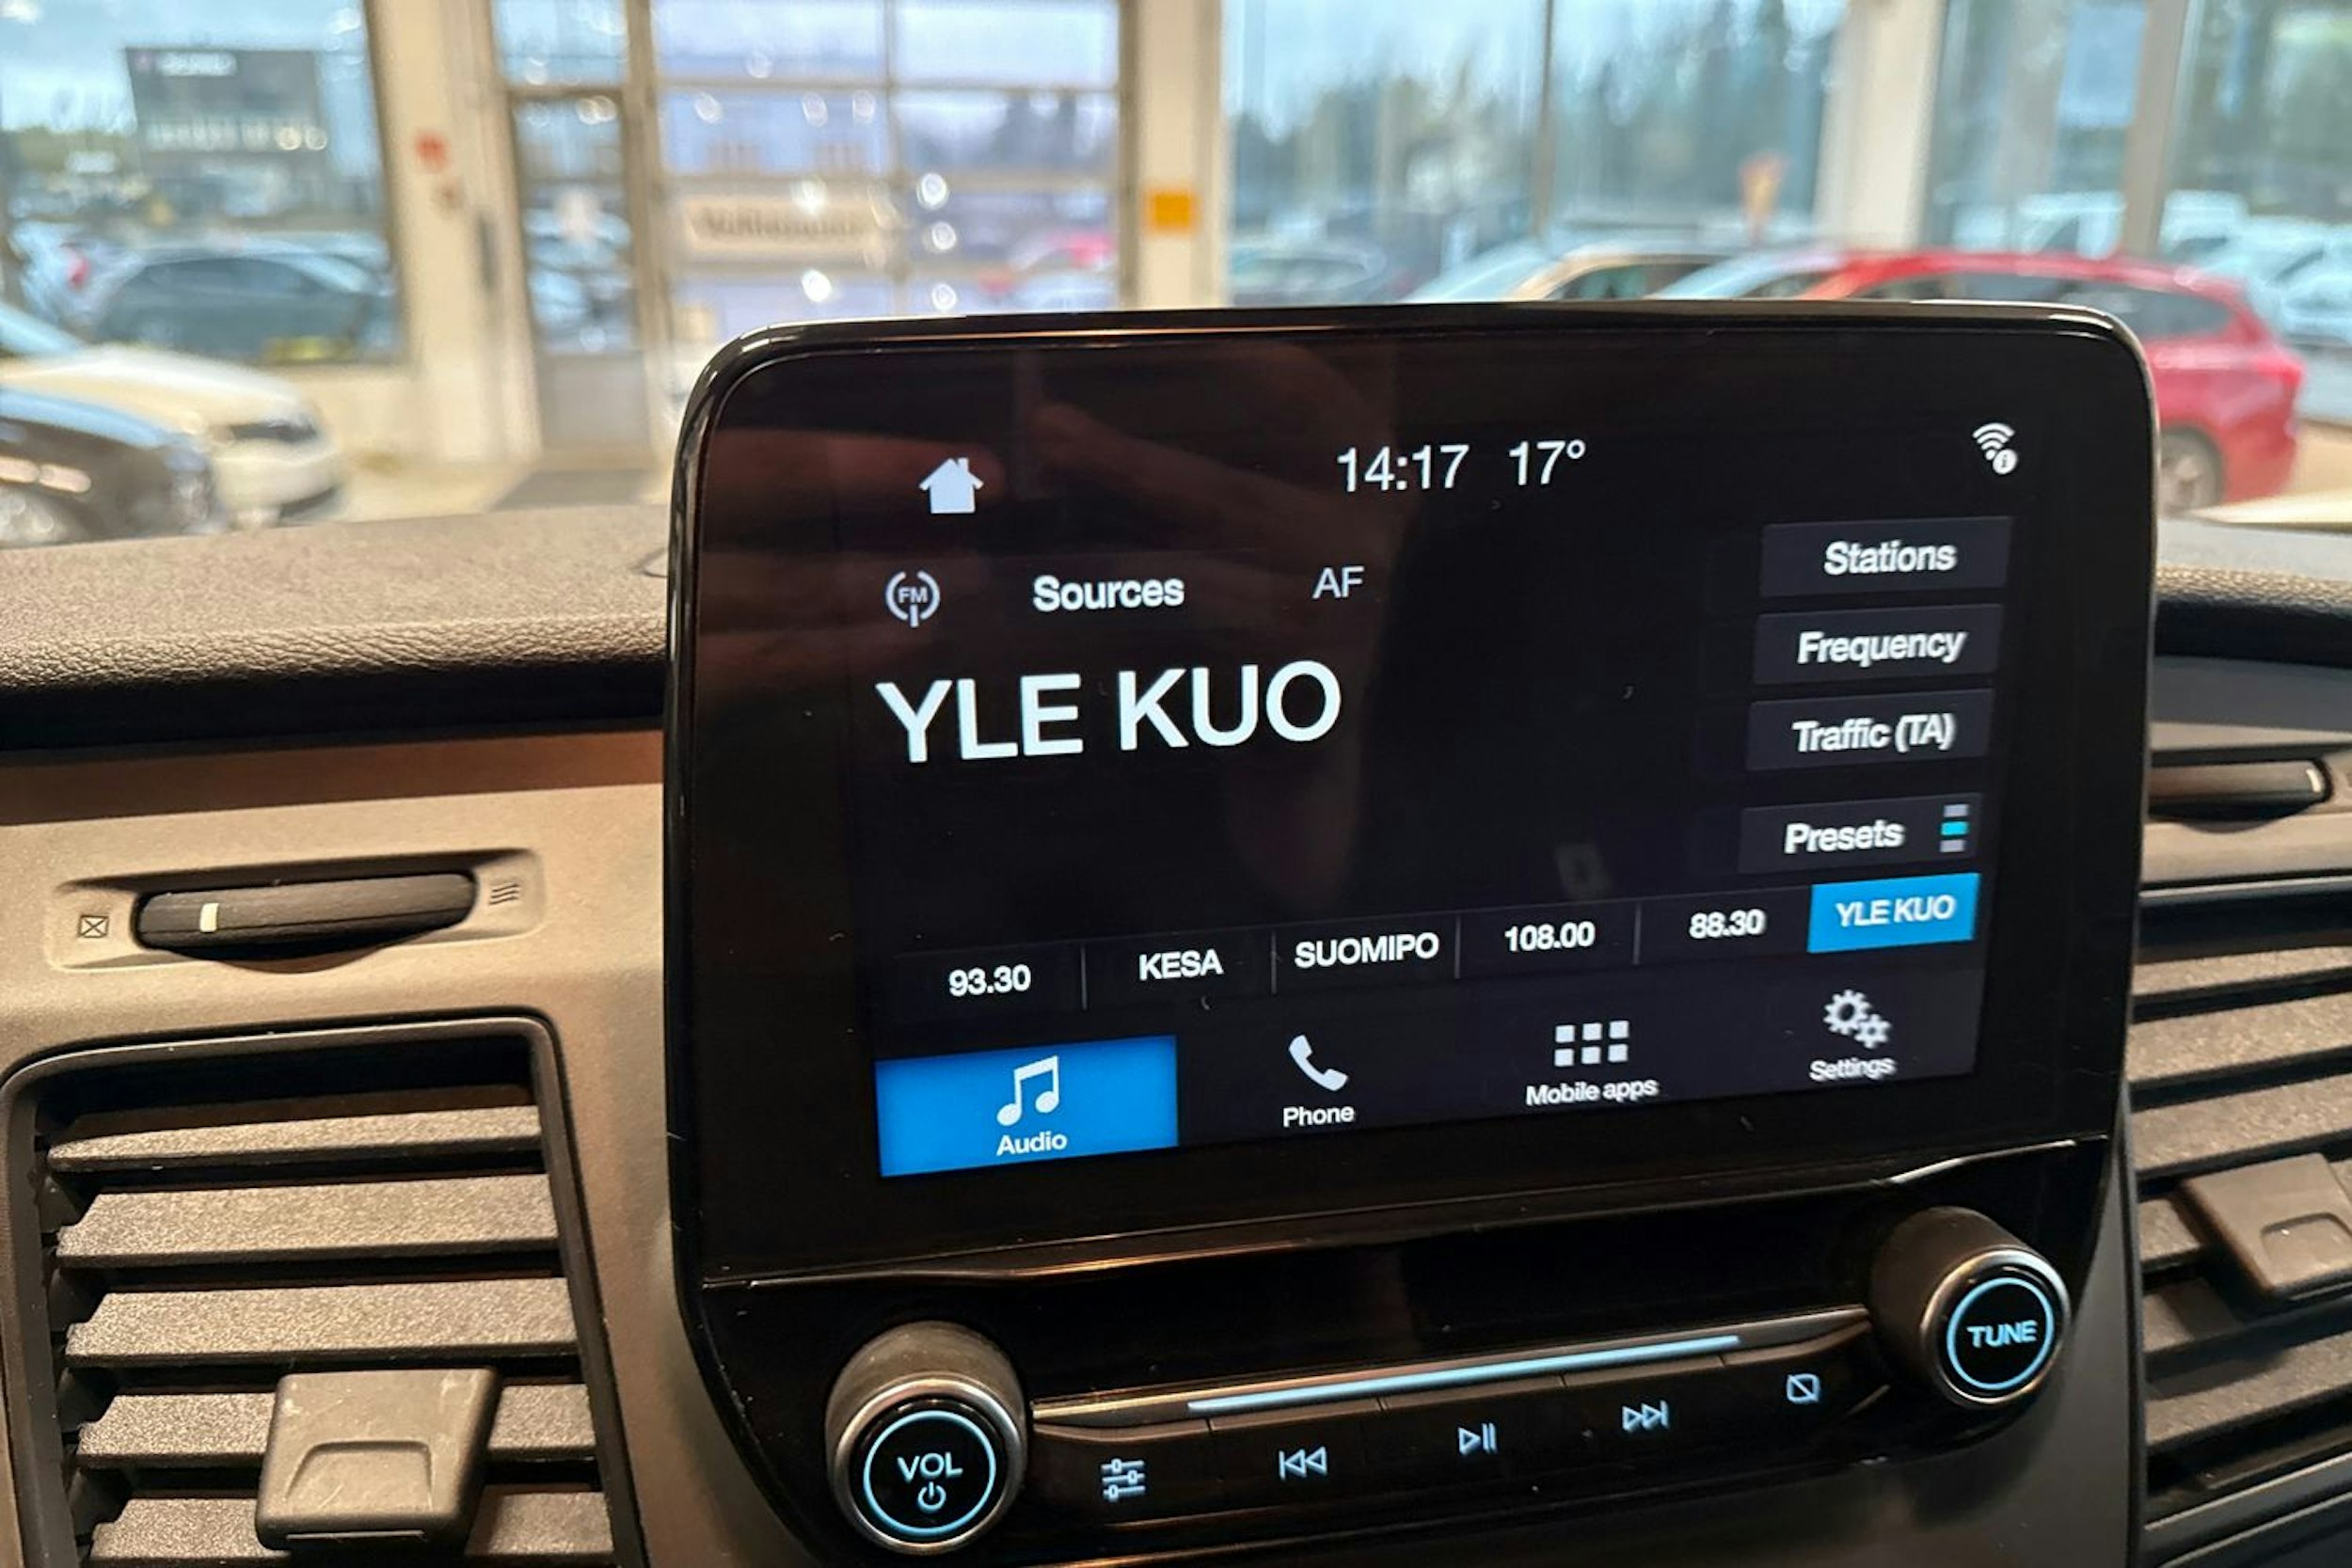 14:17 17°
FM Sources AF
YLE KUO
Stations
Frequency
Traffic (TA)
Presets
93.30 KESA SUOMIPO 108.00 88.30 YLE KUO
Audio Phone Mobile apps Settings
VOL
TUNE